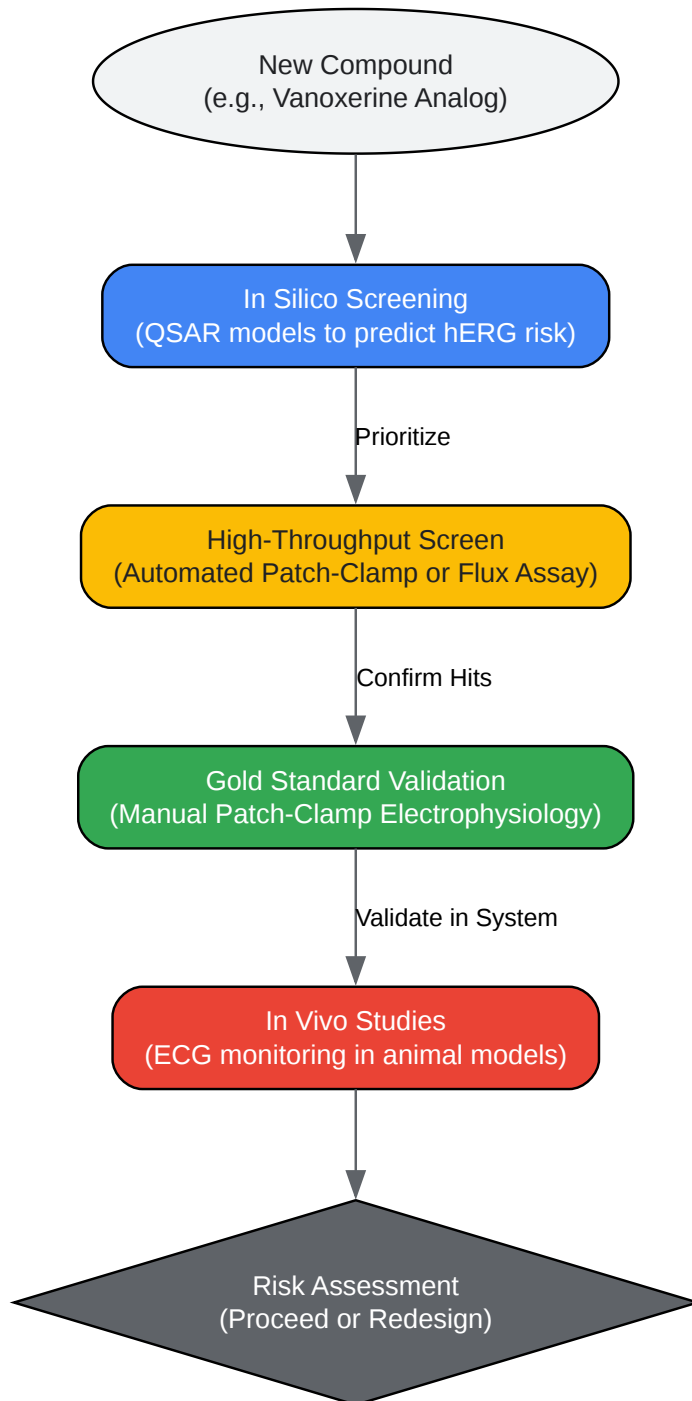 New Compound
(e.g., Vanoxerine Analog)
In Silico Screening
(QSAR models to predict hERG risk)
Prioritize
High-Throughput Screen
(Automated Patch-Clamp or Flux Assay)
Confirm Hits
Gold Standard Validation
(Manual Patch-Clamp Electrophysiology)
Validate in System
In Vivo Studies
(ECG monitoring in animal models)
Risk Assessment
(Proceed or Redesign)